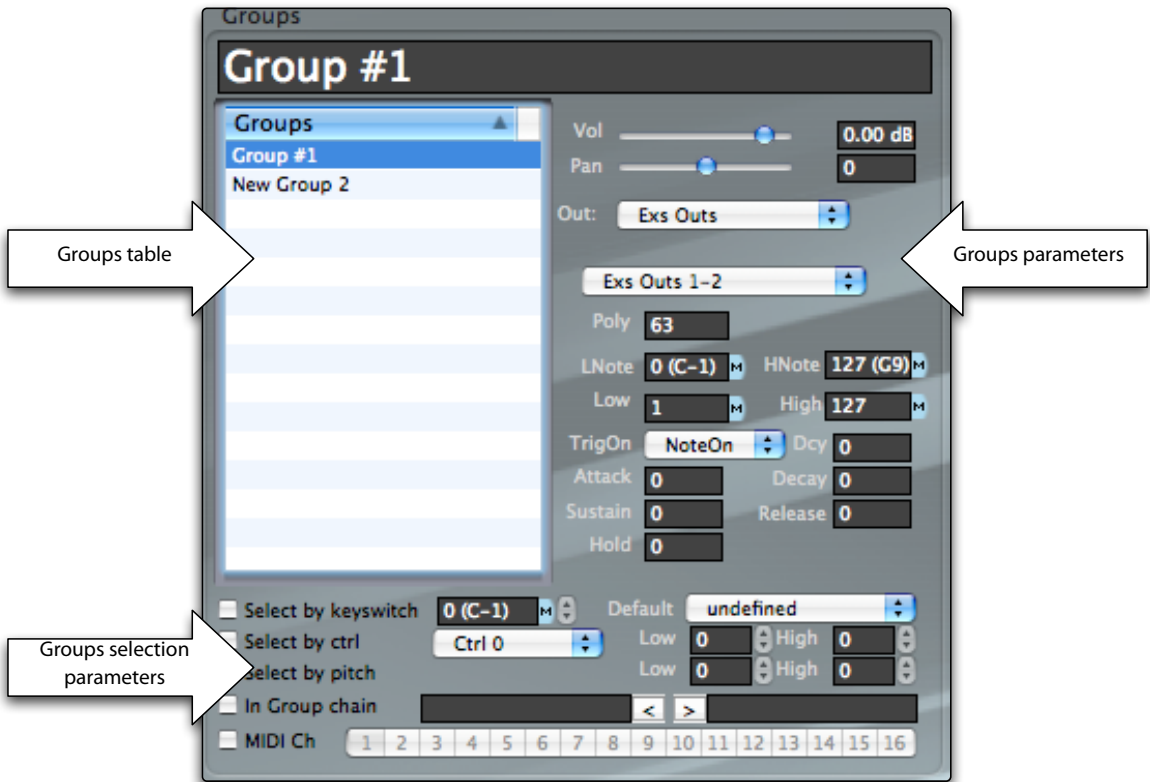 Groups
Group #1
Groups
Group #1
New Group 2
Vol 0.00 dB
Pan 0
Out: Exs Outs
Exs Outs 1-2
Poly 63
LNote 0 (C-1) M HNote 127 (G9) M
Low 1 M High 127 M
TrigOn NoteOn Dcy 0
Attack 0 Decay 0
Sustain 0 Release 0
Hold 0
Groups table
Groups parameters
Groups selection
parameters
Select by keyswitch 0 (C-1) M Default undefined
Select by ctrl Ctrl 0 Low 0 High 0
Select by pitch Low 0 High 0
In Group chain < >
MIDI Ch 1 2 3 4 5 6 7 8 9 10 11 12 13 14 15 16